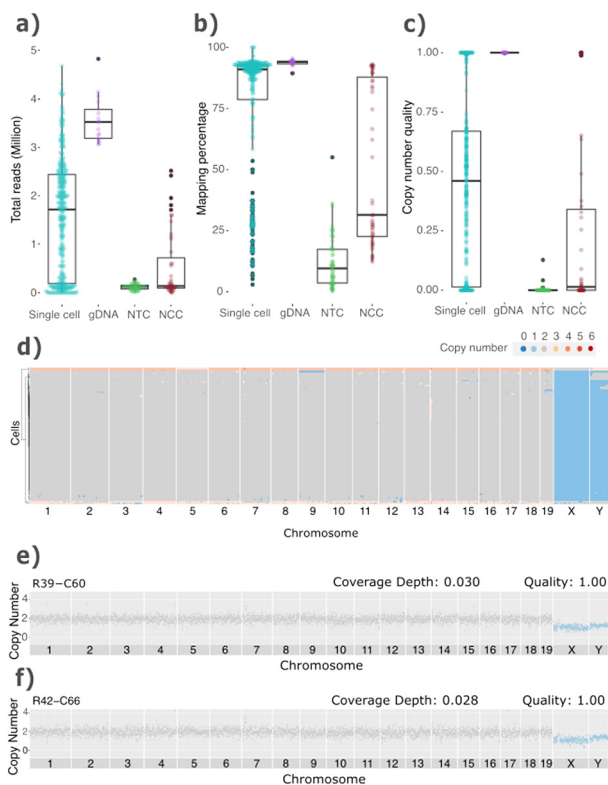 a) b) c)
5 100 1.00
4 75 0.75
3
50 0.50
2
25 0.25
1
0 0 0.00
Total reads (Million) Mapping percentage Copy number quality
Single cell gDNA NTC NCC Single cell gDNA NTC NCC Single cell gDNA NTC NCC
0 1 2 3 4 5 6
Copy number
d)
Cells
1 2 3 4 5 6 7 8 9 10 11 12 13 14 15 16 17 18 19 X Y
Chromosome
e)
R39−C60 Coverage Depth: 0.030 Quality: 1.00
Copy Number
4
2
0
1 2 3 4 5 6 7 8 9 10 11 12 13 14 15 16 17 18 19 X Y
Chromosome
f)
R42−C66 Coverage Depth: 0.028 Quality: 1.00
Copy Number
4
2
0
1 2 3 4 5 6 7 8 9 10 11 12 13 14 15 16 17 18 19 X Y
Chromosome